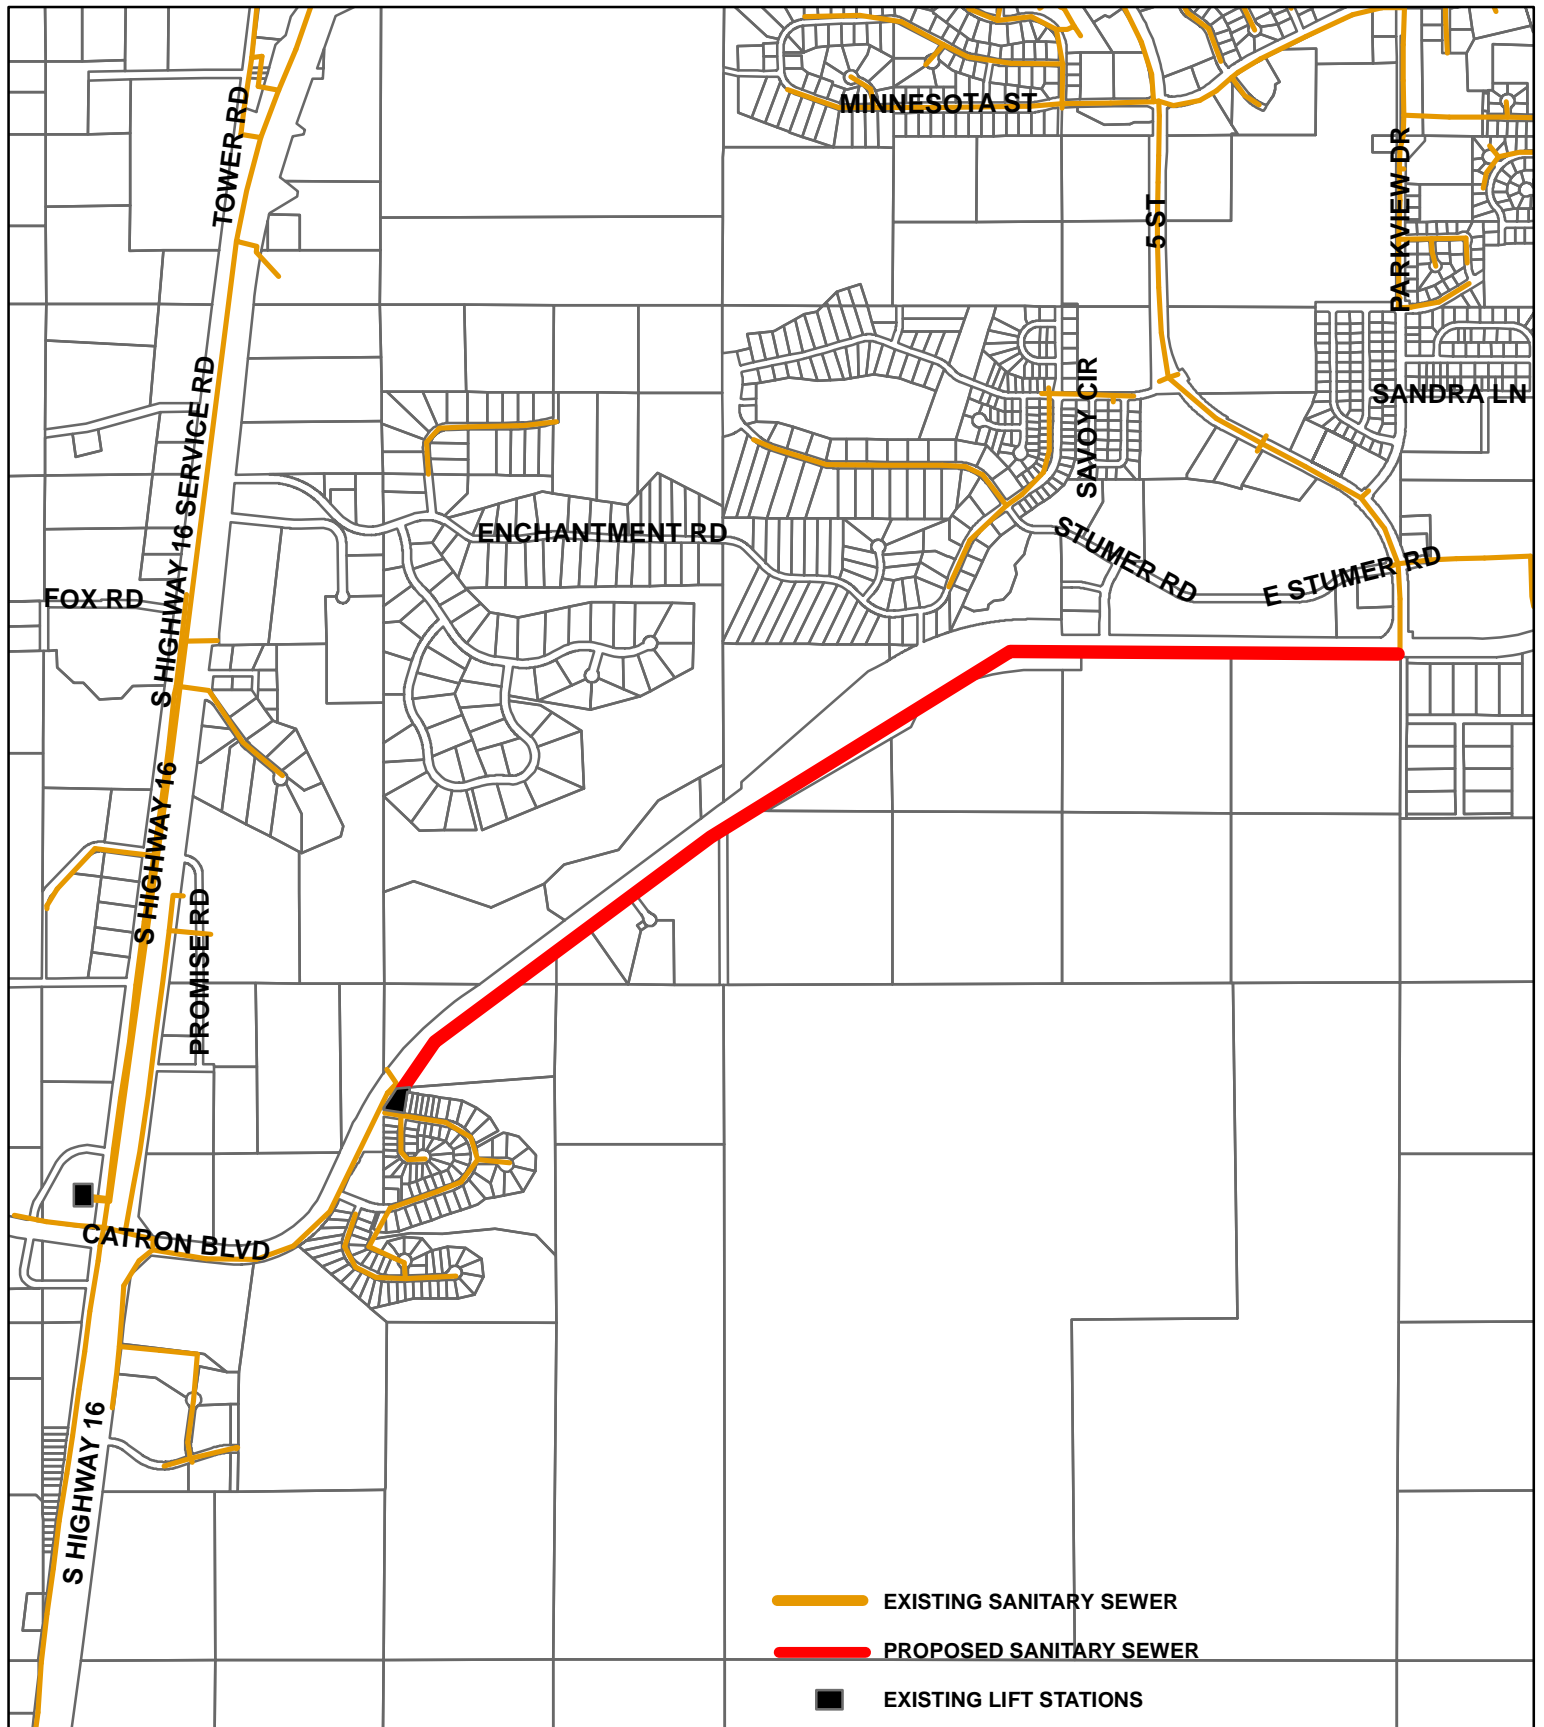 MINNESOTA ST
TOWER RD
PARKVIEW DR
5 ST
S HIGHWAY 16 SERVICE RD
SAVOY CIR
SANDRA LN
ENCHANTMENT RD
STUMER RD
E STUMER RD
FOX RD
S HIGHWAY 16
PROMISE RD
CATRON BLVD
S HIGHWAY 16
EXISTING SANITARY SEWER
PROPOSED SANITARY SEWER
EXISTING LIFT STATIONS